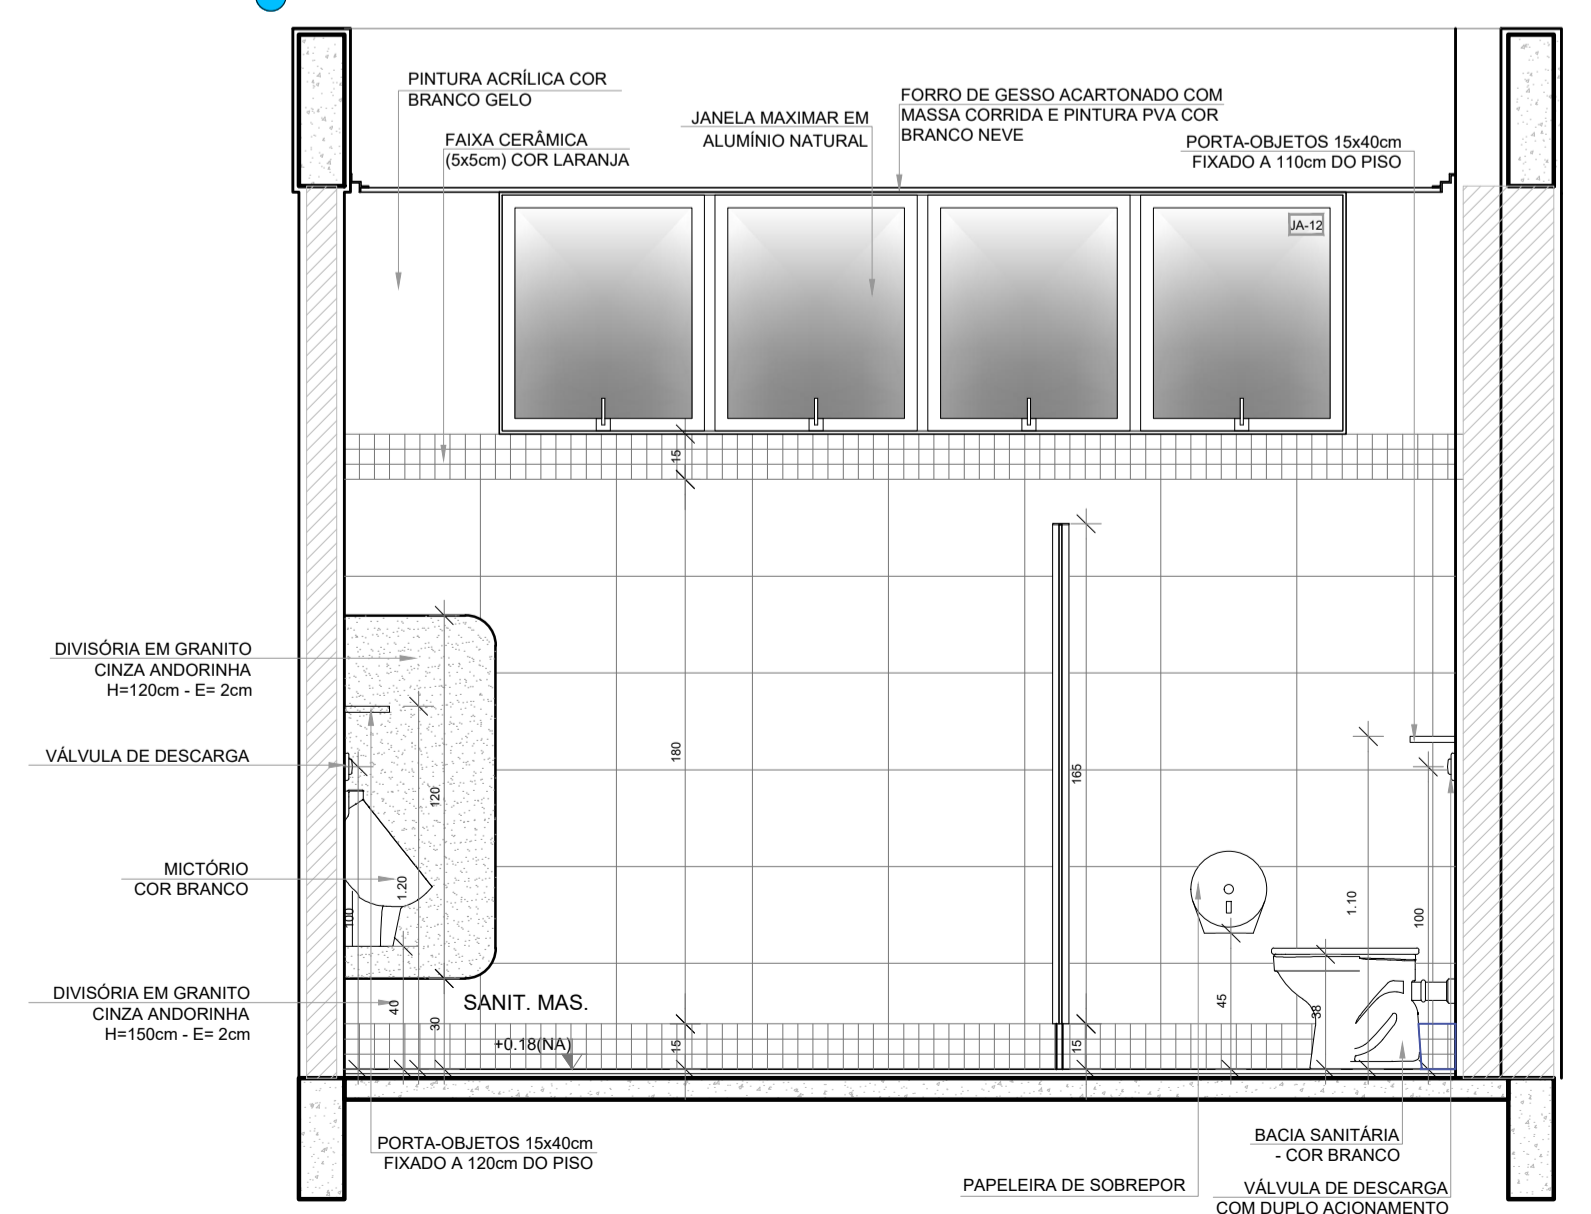 PINTURA ACRÍLICA COR
BRANCO GELO
FAIXA CERÂMICA
(5x5cm) COR LARANJA
JANELA MAXIMAR EM
ALUMÍNIO NATURAL
FORRO DE GESSO ACARTONADO COM
MASSA CORRIDA E PINTURA PVA COR
BRANCO NEVE
PORTA-OBJETOS 15x40cm
FIXADO A 110cm DO PISO
JA-12
15
DIVISÓRIA EM GRANITO
CINZA ANDORINHA
H=120cm - E= 2cm
VÁLVULA DE DESCARGA
180
165
120
MICTÓRIO
COR BRANCO
1.20
100
1.10
100
DIVISÓRIA EM GRANITO
CINZA ANDORINHA
H=150cm - E= 2cm
40
30
SANIT. MAS.
+0.18(NA)
15
15
45
38
PORTA-OBJETOS 15x40cm
FIXADO A 120cm DO PISO
BACIA SANITÁRIA
- COR BRANCO
PAPELEIRA DE SOBREPOR
VÁLVULA DE DESCARGA
COM DUPLO ACIONAMENTO